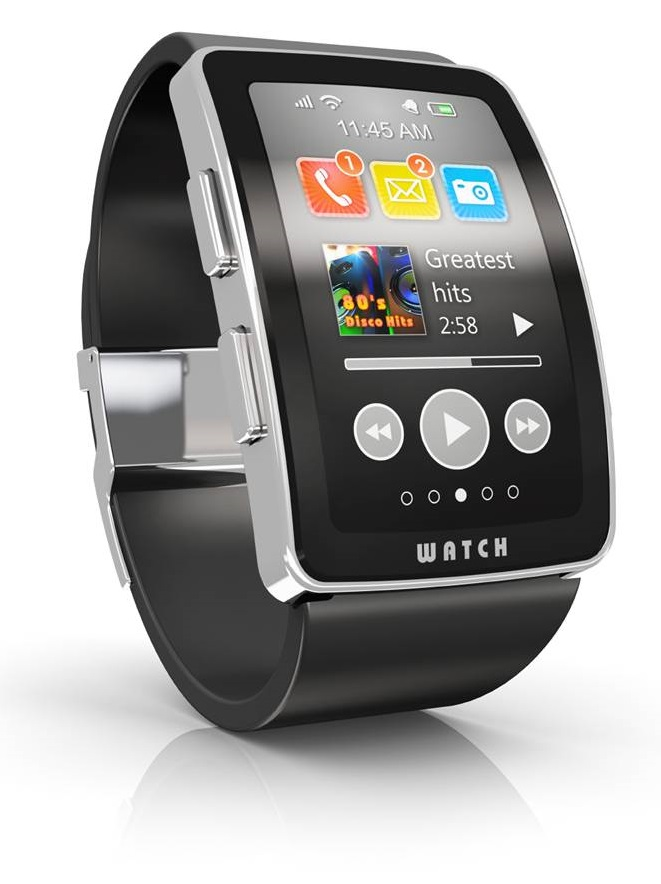 11:45 AM
1
2
Greatest
hits
2:58
80's
Disco Hits
WATCH